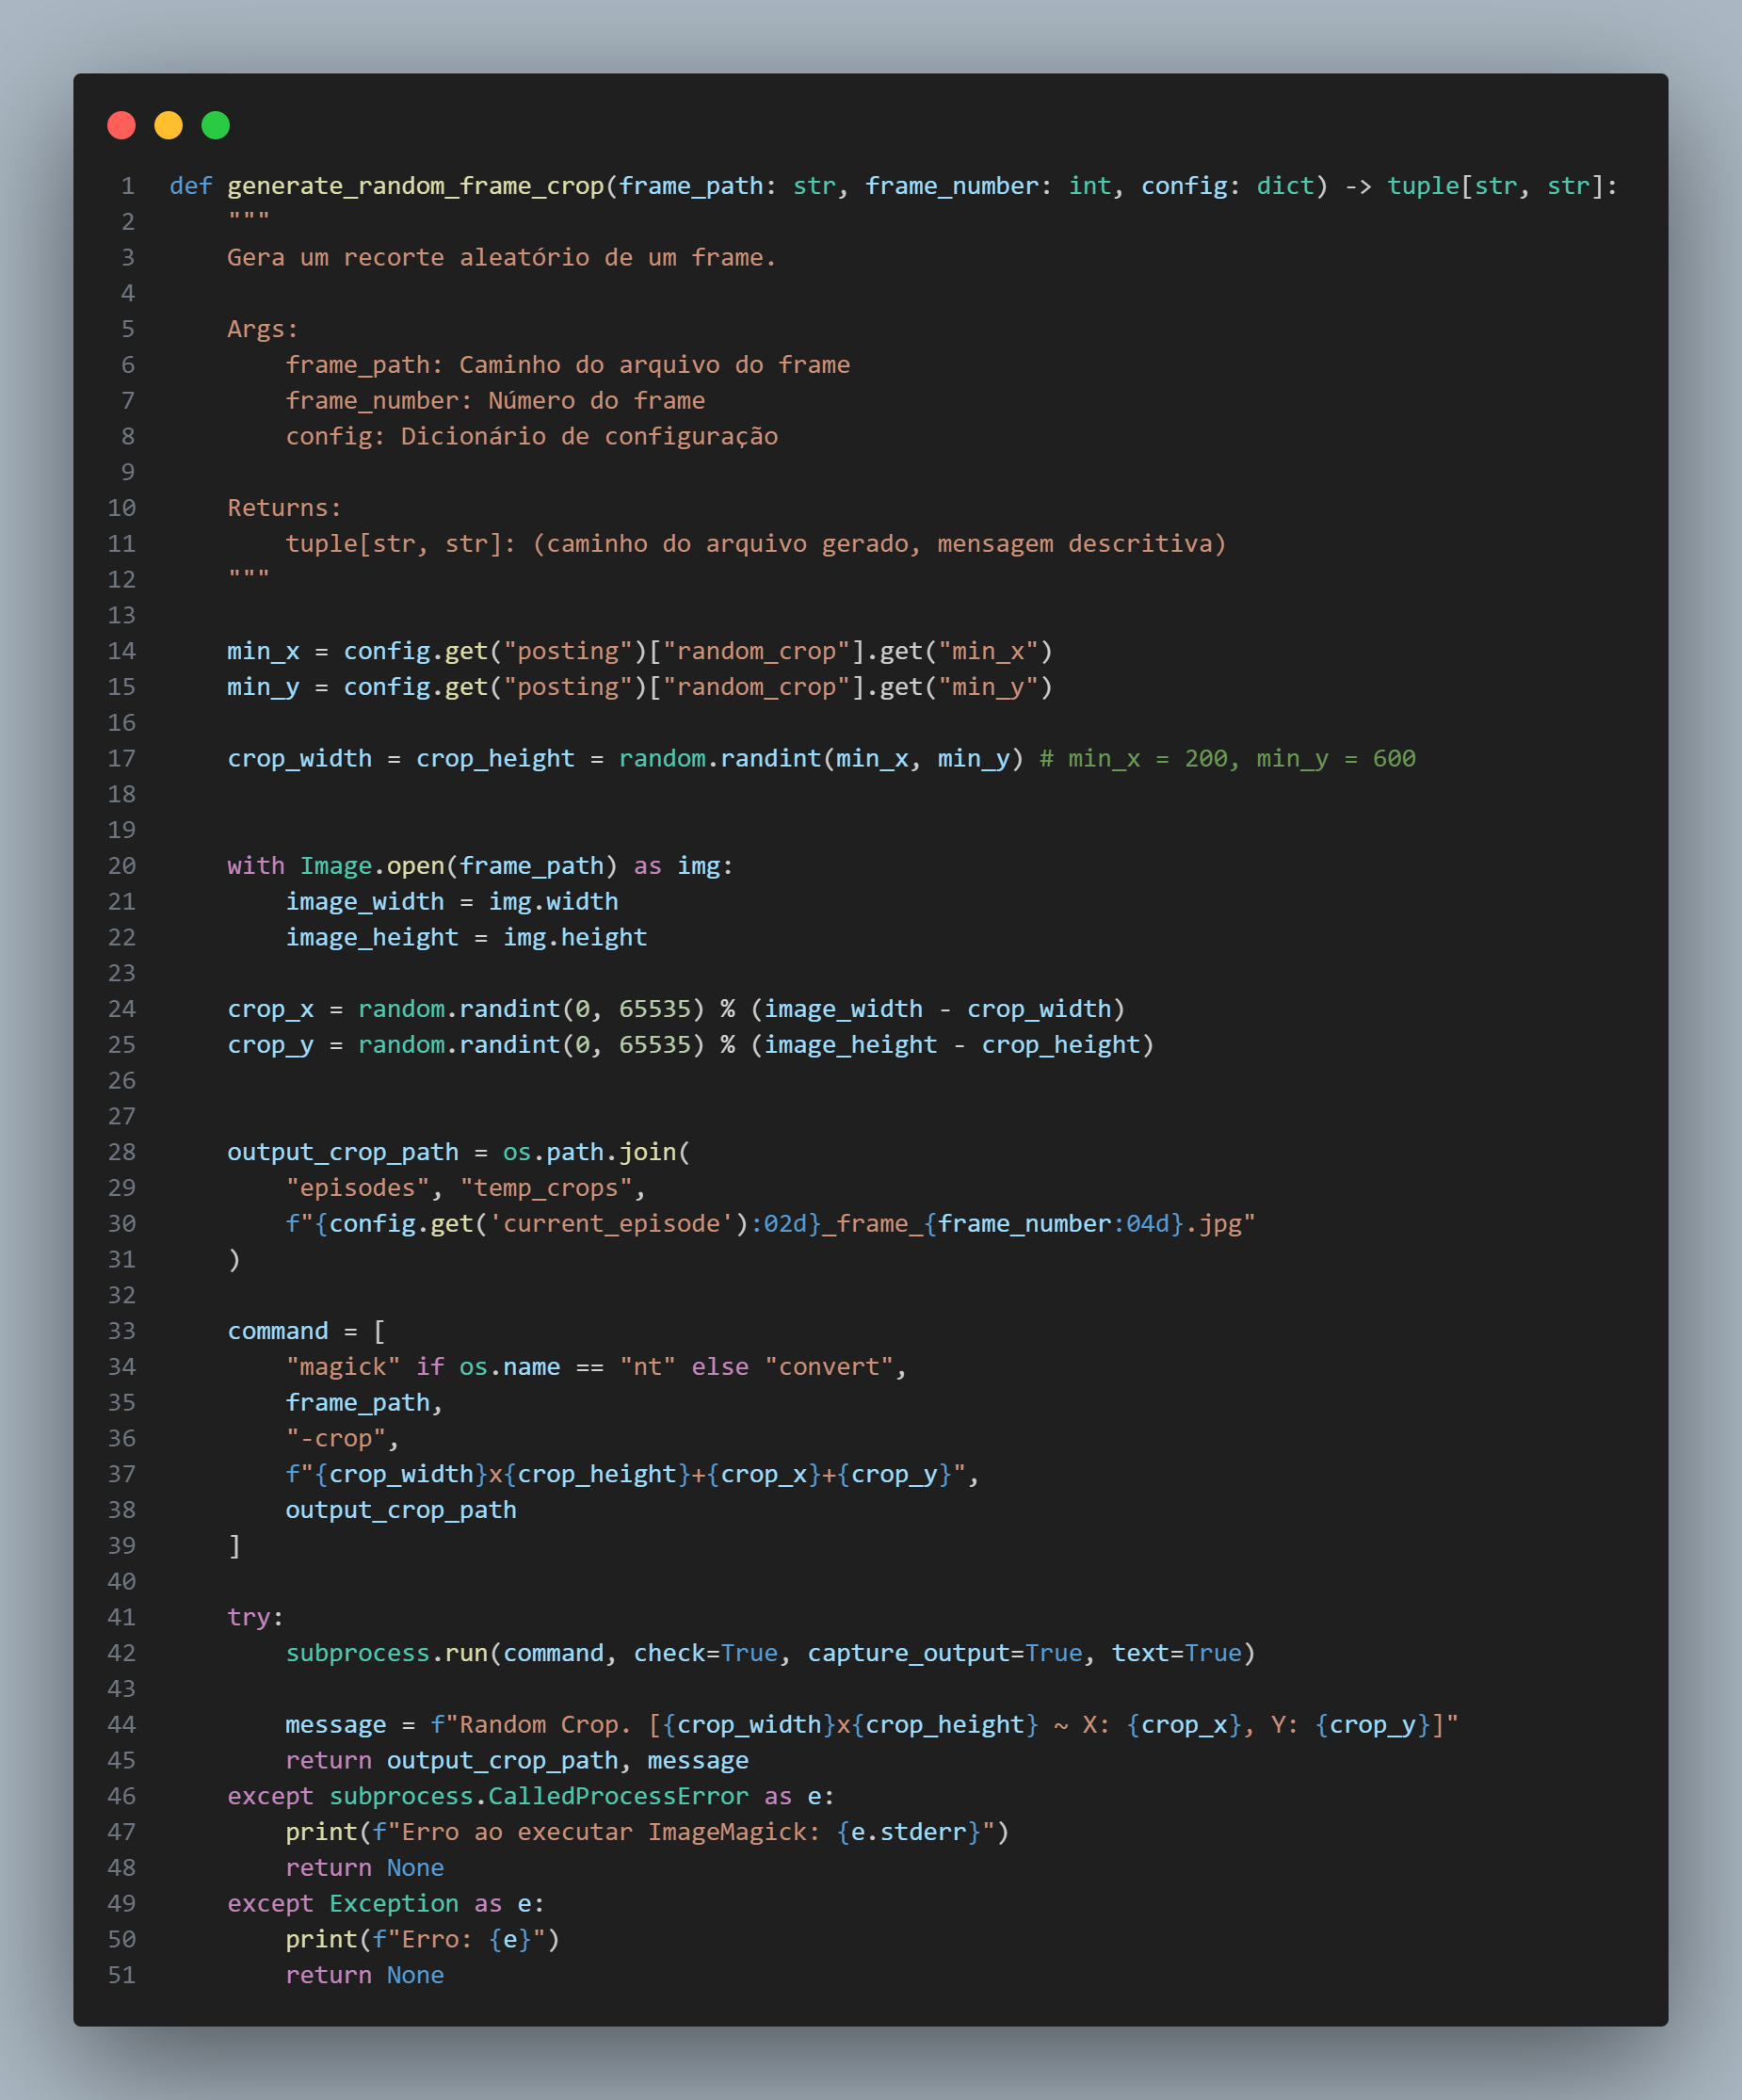 1 def generate_random_frame_crop(frame_path: str, frame_number: int, config: dict) -> tuple[str, str]:
2     """
3     Gera um recorte aleatório de um frame.
4
5     Args:
6         frame_path: Caminho do arquivo do frame
7         frame_number: Número do frame
8         config: Dicionário de configuração
9
10     Returns:
11         tuple[str, str]: (caminho do arquivo gerado, mensagem descritiva)
12     """
13
14     min_x = config.get("posting")["random_crop"].get("min_x")
15     min_y = config.get("posting")["random_crop"].get("min_y")
16
17     crop_width = crop_height = random.randint(min_x, min_y) # min_x = 200, min_y = 600
18
19
20     with Image.open(frame_path) as img:
21         image_width = img.width
22         image_height = img.height
23
24     crop_x = random.randint(0, 65535) % (image_width - crop_width)
25     crop_y = random.randint(0, 65535) % (image_height - crop_height)
26
27
28     output_crop_path = os.path.join(
29         "episodes", "temp_crops",
30         f"{config.get('current_episode'):02d}_frame_{frame_number:04d}.jpg"
31     )
32
33     command = [
34         "magick" if os.name == "nt" else "convert",
35         frame_path,
36         "-crop",
37         f"{crop_width}x{crop_height}+{crop_x}+{crop_y}",
38         output_crop_path
39     ]
40
41     try:
42         subprocess.run(command, check=True, capture_output=True, text=True)
43
44         message = f"Random Crop. [{crop_width}x{crop_height} ~ X: {crop_x}, Y: {crop_y}]"
45         return output_crop_path, message
46     except subprocess.CalledProcessError as e:
47         print(f"Erro ao executar ImageMagick: {e.stderr}")
48         return None
49     except Exception as e:
50         print(f"Erro: {e}")
51         return None